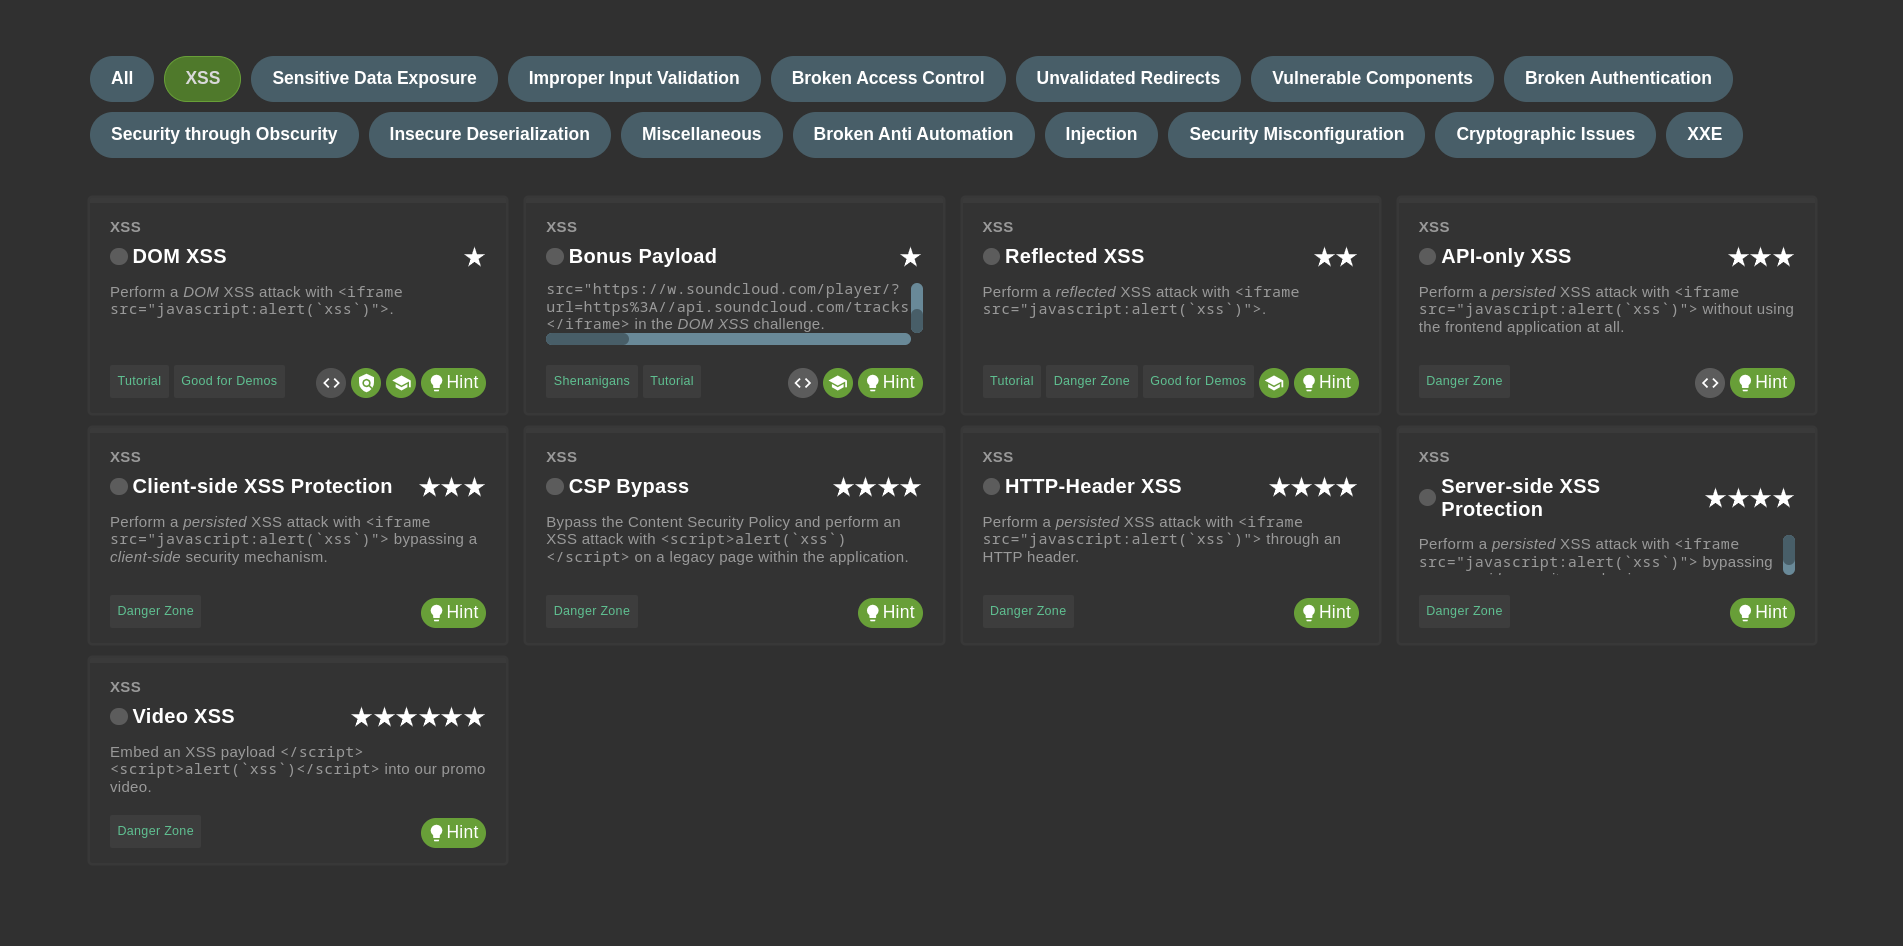 All
XSS
Sensitive Data Exposure
Improper Input Validation
Broken Access Control
Unvalidated Redirects
Vulnerable Components
Broken Authentication
Security through Obscurity
Insecure Deserialization
Miscellaneous
Broken Anti Automation
Injection
Security Misconfiguration
Cryptographic Issues
XXE
XSS
DOM XSS
★
Perform a DOM XSS attack with <iframe
src="javascript:alert(`xss`)">.
Tutorial
Good for Demos
Hint
XSS
Bonus Payload
★
src="https://w.soundcloud.com/player/?
url=https%3A//api.soundcloud.com/tracks
</iframe> in the DOM XSS challenge.
Shenanigans
Tutorial
Hint
XSS
Reflected XSS
★★
Perform a reflected XSS attack with <iframe
src="javascript:alert(`xss`)">.
Tutorial
Danger Zone
Good for Demos
Hint
XSS
API-only XSS
★★★
Perform a persisted XSS attack with <iframe
src="javascript:alert(`xss`)"> without using
the frontend application at all.
Danger Zone
Hint
XSS
Client-side XSS Protection
★★★
Perform a persisted XSS attack with <iframe
src="javascript:alert(`xss`)"> bypassing a
client-side security mechanism.
Danger Zone
Hint
XSS
CSP Bypass
★★★★
Bypass the Content Security Policy and perform an
XSS attack with <script>alert(`xss`)
</script> on a legacy page within the application.
Danger Zone
Hint
XSS
HTTP-Header XSS
★★★★
Perform a persisted XSS attack with <iframe
src="javascript:alert(`xss`)"> through an
HTTP header.
Danger Zone
Hint
XSS
Server-side XSS
Protection
★★★★
Perform a persisted XSS attack with <iframe
src="javascript:alert(`xss`)"> bypassing
Danger Zone
Hint
XSS
Video XSS
★★★★★★
Embed an XSS payload </script>
<script>alert(`xss`)</script> into our promo
video.
Danger Zone
Hint